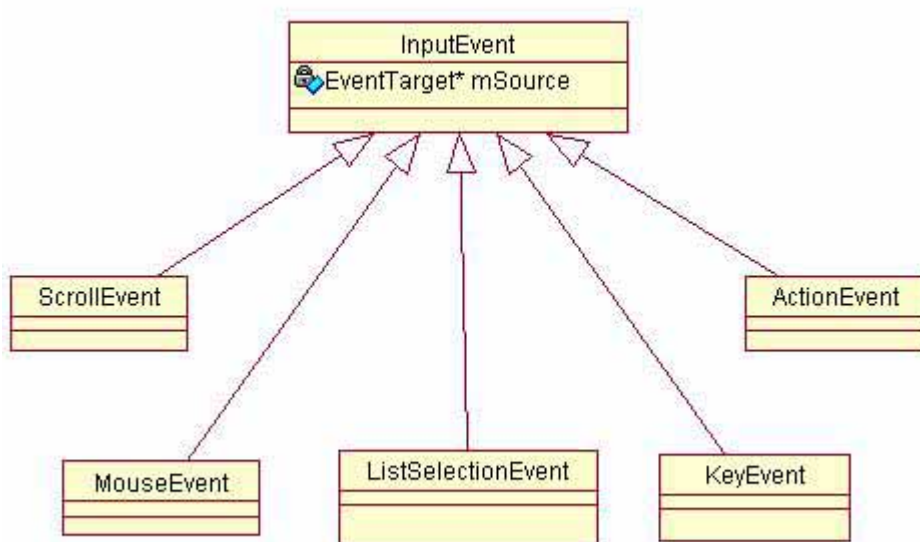 InputEvent
EventTarget* mSource
ScrollEvent
ActionEvent
MouseEvent
ListSelectionEvent
KeyEvent